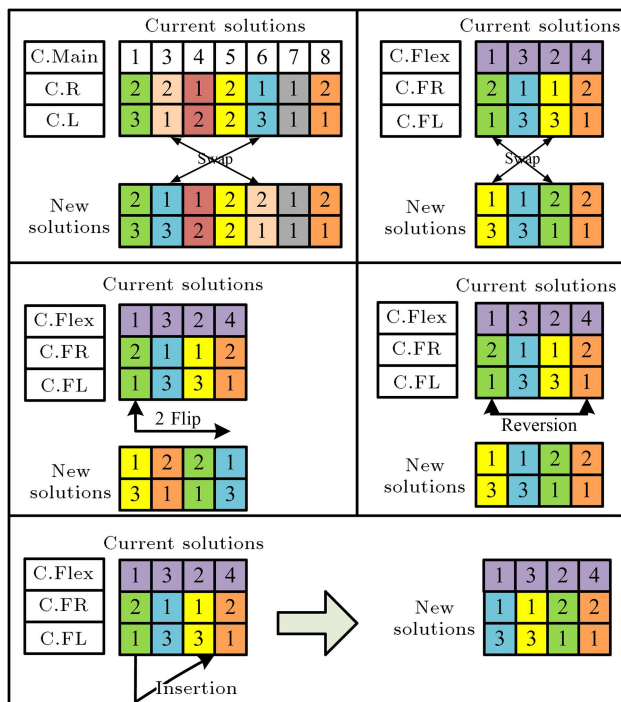 Current solutions
C.Main 1 3 4 5 6 7 8
C.R 2 2 1 2 1 1 2
C.L 3 1 2 2 3 1 1
Swap
New solutions
2 1 1 2 2 1 2
3 3 2 2 1 1 1
Current solutions
C.Flex 1 3 2 4
C.FR 2 1 1 2
C.FL 1 3 3 1
Swap
New solutions
1 1 2 2
3 3 1 1
Current solutions
C.Flex 1 3 2 4
C.FR 2 1 1 2
C.FL 1 3 3 1
2 Flip
New solutions
1 2 2 1
3 1 1 3
Current solutions
C.Flex 1 3 2 4
C.FR 2 1 1 2
C.FL 1 3 3 1
Reversion
New solutions
1 1 2 2
3 3 1 1
Current solutions
C.Flex 1 3 2 4
C.FR 2 1 1 2
C.FL 1 3 3 1
Insertion
New solutions
1 3 2 4
1 1 2 2
3 3 1 1